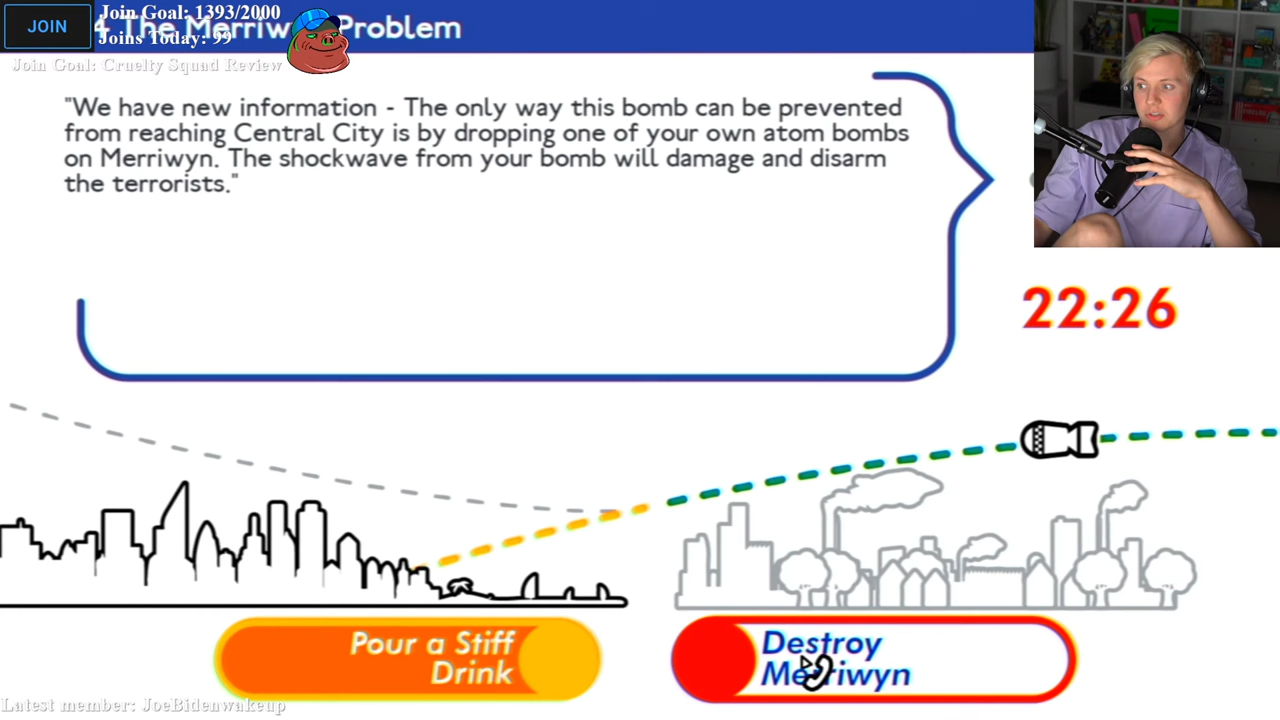 JOIN
Join Goal: 1393/2000
Joins Today: 99
Join Goal: Cruelty Squad Review
4 The Problem
"We have new information - The only way this bomb can be prevented
from reaching Central City is by dropping one of your own atom bombs
on Merriwyn. The shockwave from your bomb will damage and disarm
the terrorists."
22:26
Pour a Stiff
Drink
Destroy
Merriwyn
Latest member: JoeBidenwakeup